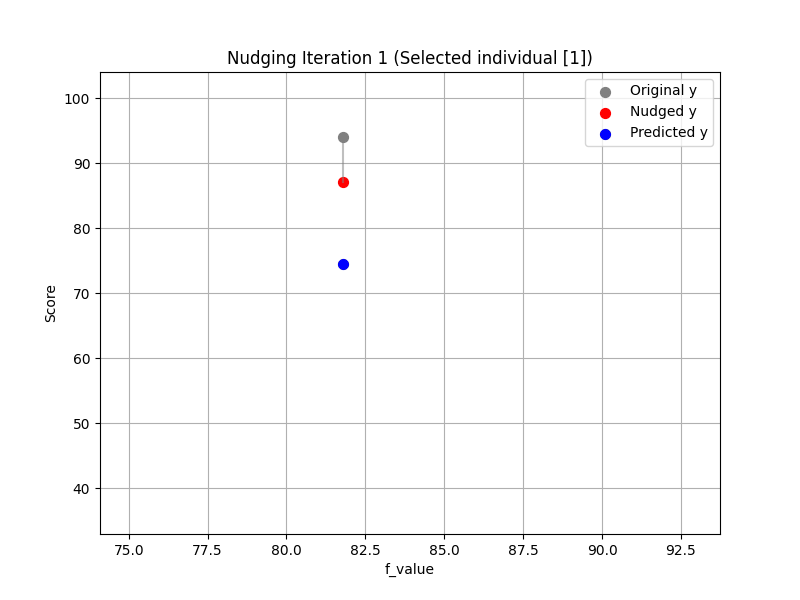 Nudging Iteration 1 (Selected individual [1])
Original y
Nudged y
Predicted y
100
90
80
70
60
50
40
Score
75.0 77.5 80.0 82.5 85.0 87.5 90.0 92.5
f_value